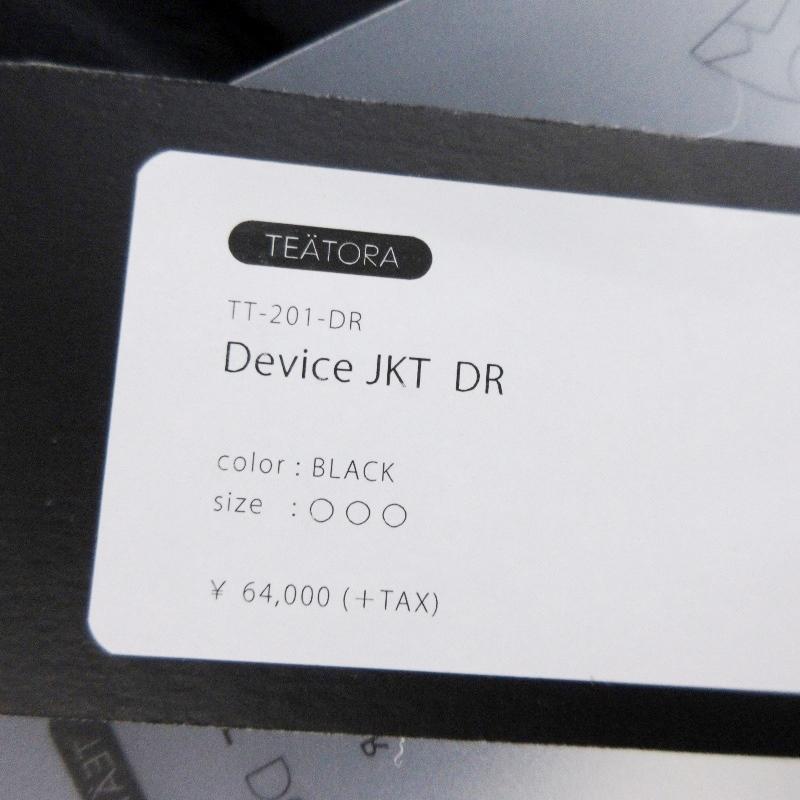 TEÄTORA
TT-201-DR
Device JKT DR
color : BLACK
size : ○○○
¥ 64,000 (+TAX)